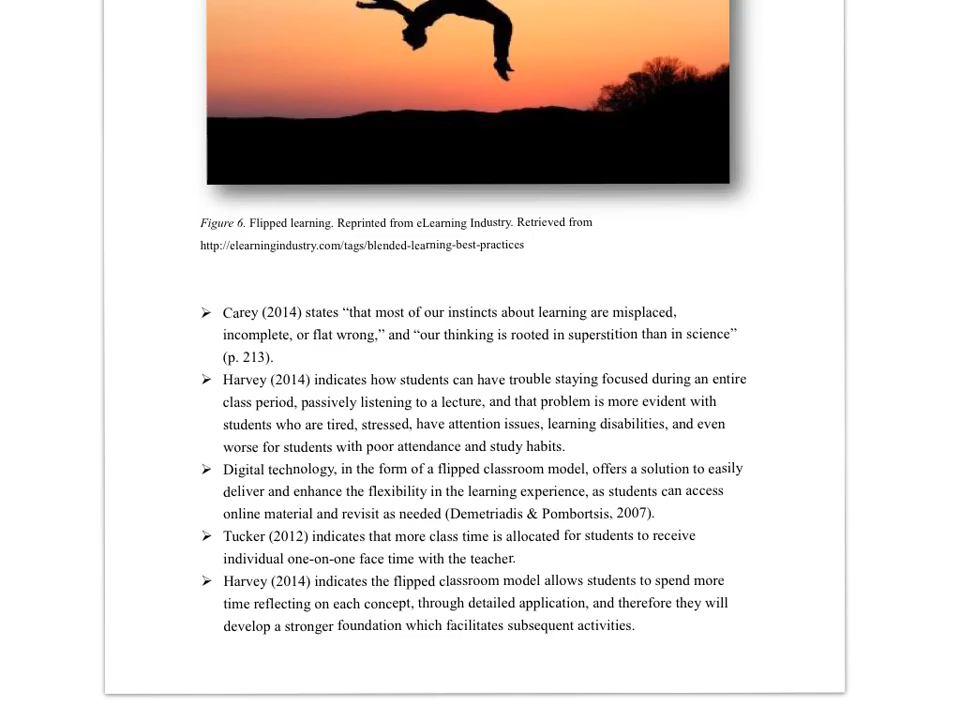 Figure 6. Flipped learning. Reprinted from eLearning Industry. Retrieved from
http://elearningindustry.com/tags/blended-learning-best-practices
➢ Carey (2014) states “that most of our instincts about learning are misplaced,
incomplete, or flat wrong,” and “our thinking is rooted in superstition than in science”
(p. 213).
➢ Harvey (2014) indicates how students can have trouble staying focused during an entire
class period, passively listening to a lecture, and that problem is more evident with
students who are tired, stressed, have attention issues, learning disabilities, and even
worse for students with poor attendance and study habits.
➢ Digital technology, in the form of a flipped classroom model, offers a solution to easily
deliver and enhance the flexibility in the learning experience, as students can access
online material and revisit as needed (Demetriadis & Pombortsis, 2007).
➢ Tucker (2012) indicates that more class time is allocated for students to receive
individual one-on-one face time with the teacher.
➢ Harvey (2014) indicates the flipped classroom model allows students to spend more
time reflecting on each concept, through detailed application, and therefore they will
develop a stronger foundation which facilitates subsequent activities.